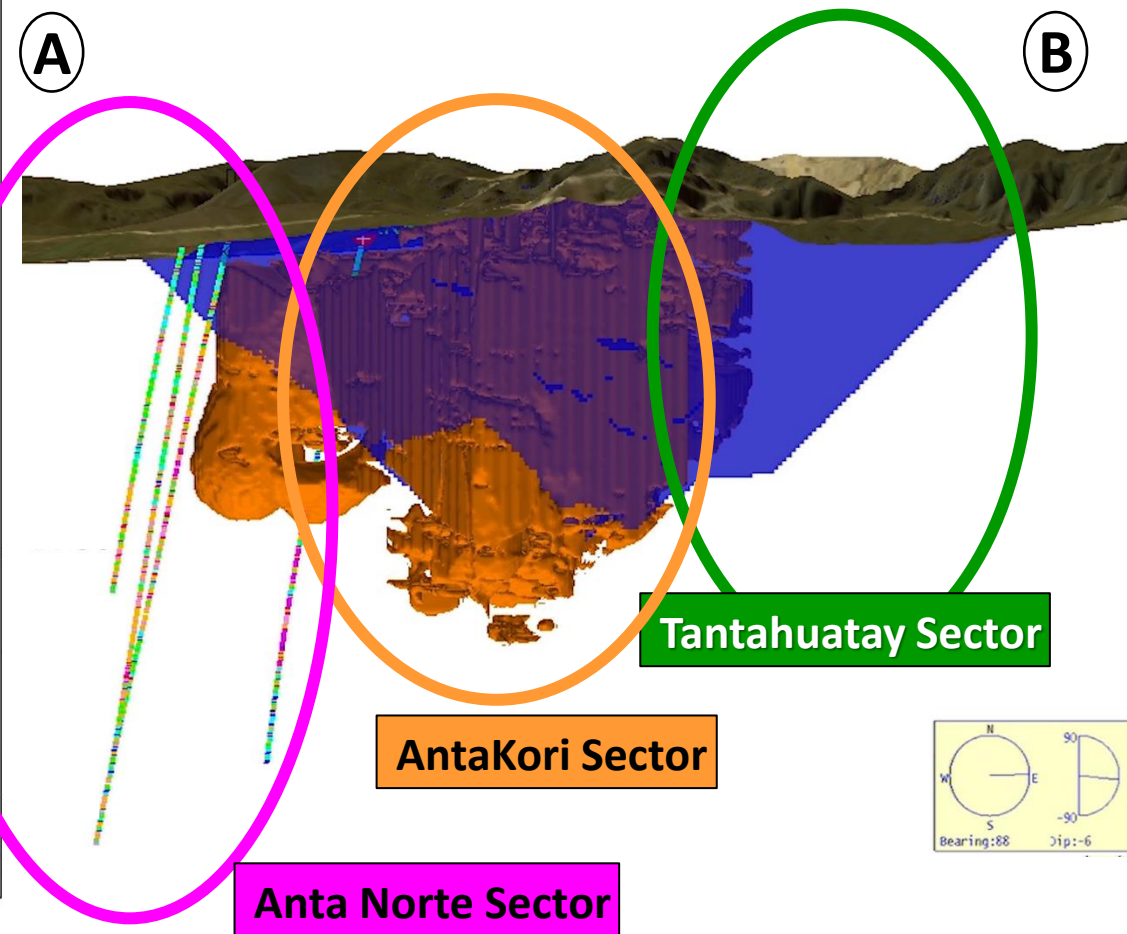 A
B
Tantahuatay Sector
AntaKori Sector
Anta Norte Sector
N
W
E
S
90
-90
Bearing:88
Dip:-6